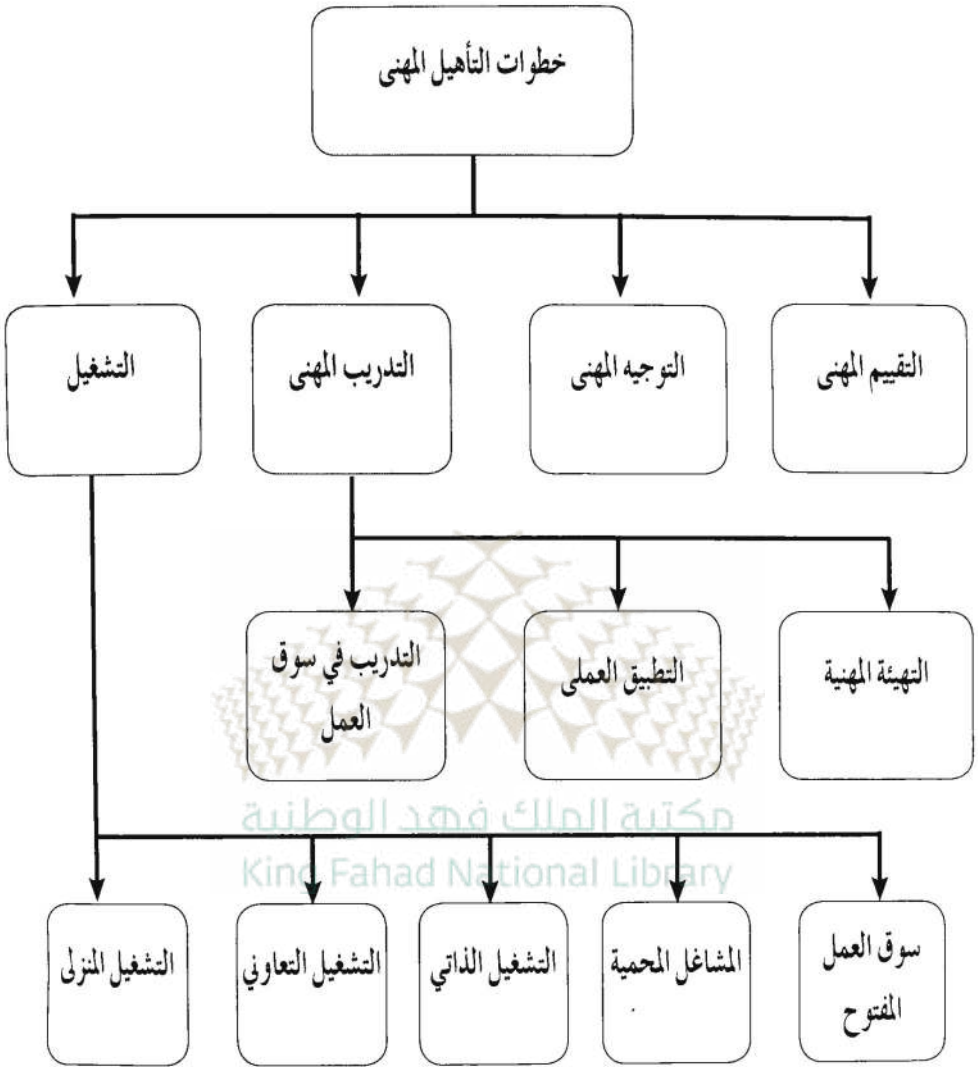 خطوات التأهيل المهنى
التقييم المهنى
التوجيه المهنى
التدريب المهنى
التشغيل
التهيئة المهنية
التطبيق العملى
التدريب في سوق
العمل
مكتبة الملك فهد الوطنية
King Fahad National Library
سوق العمل
المفتوح
المشاغل المحمية
التشغيل الذاتي
التشغيل التعاوني
التشغيل المنزلى